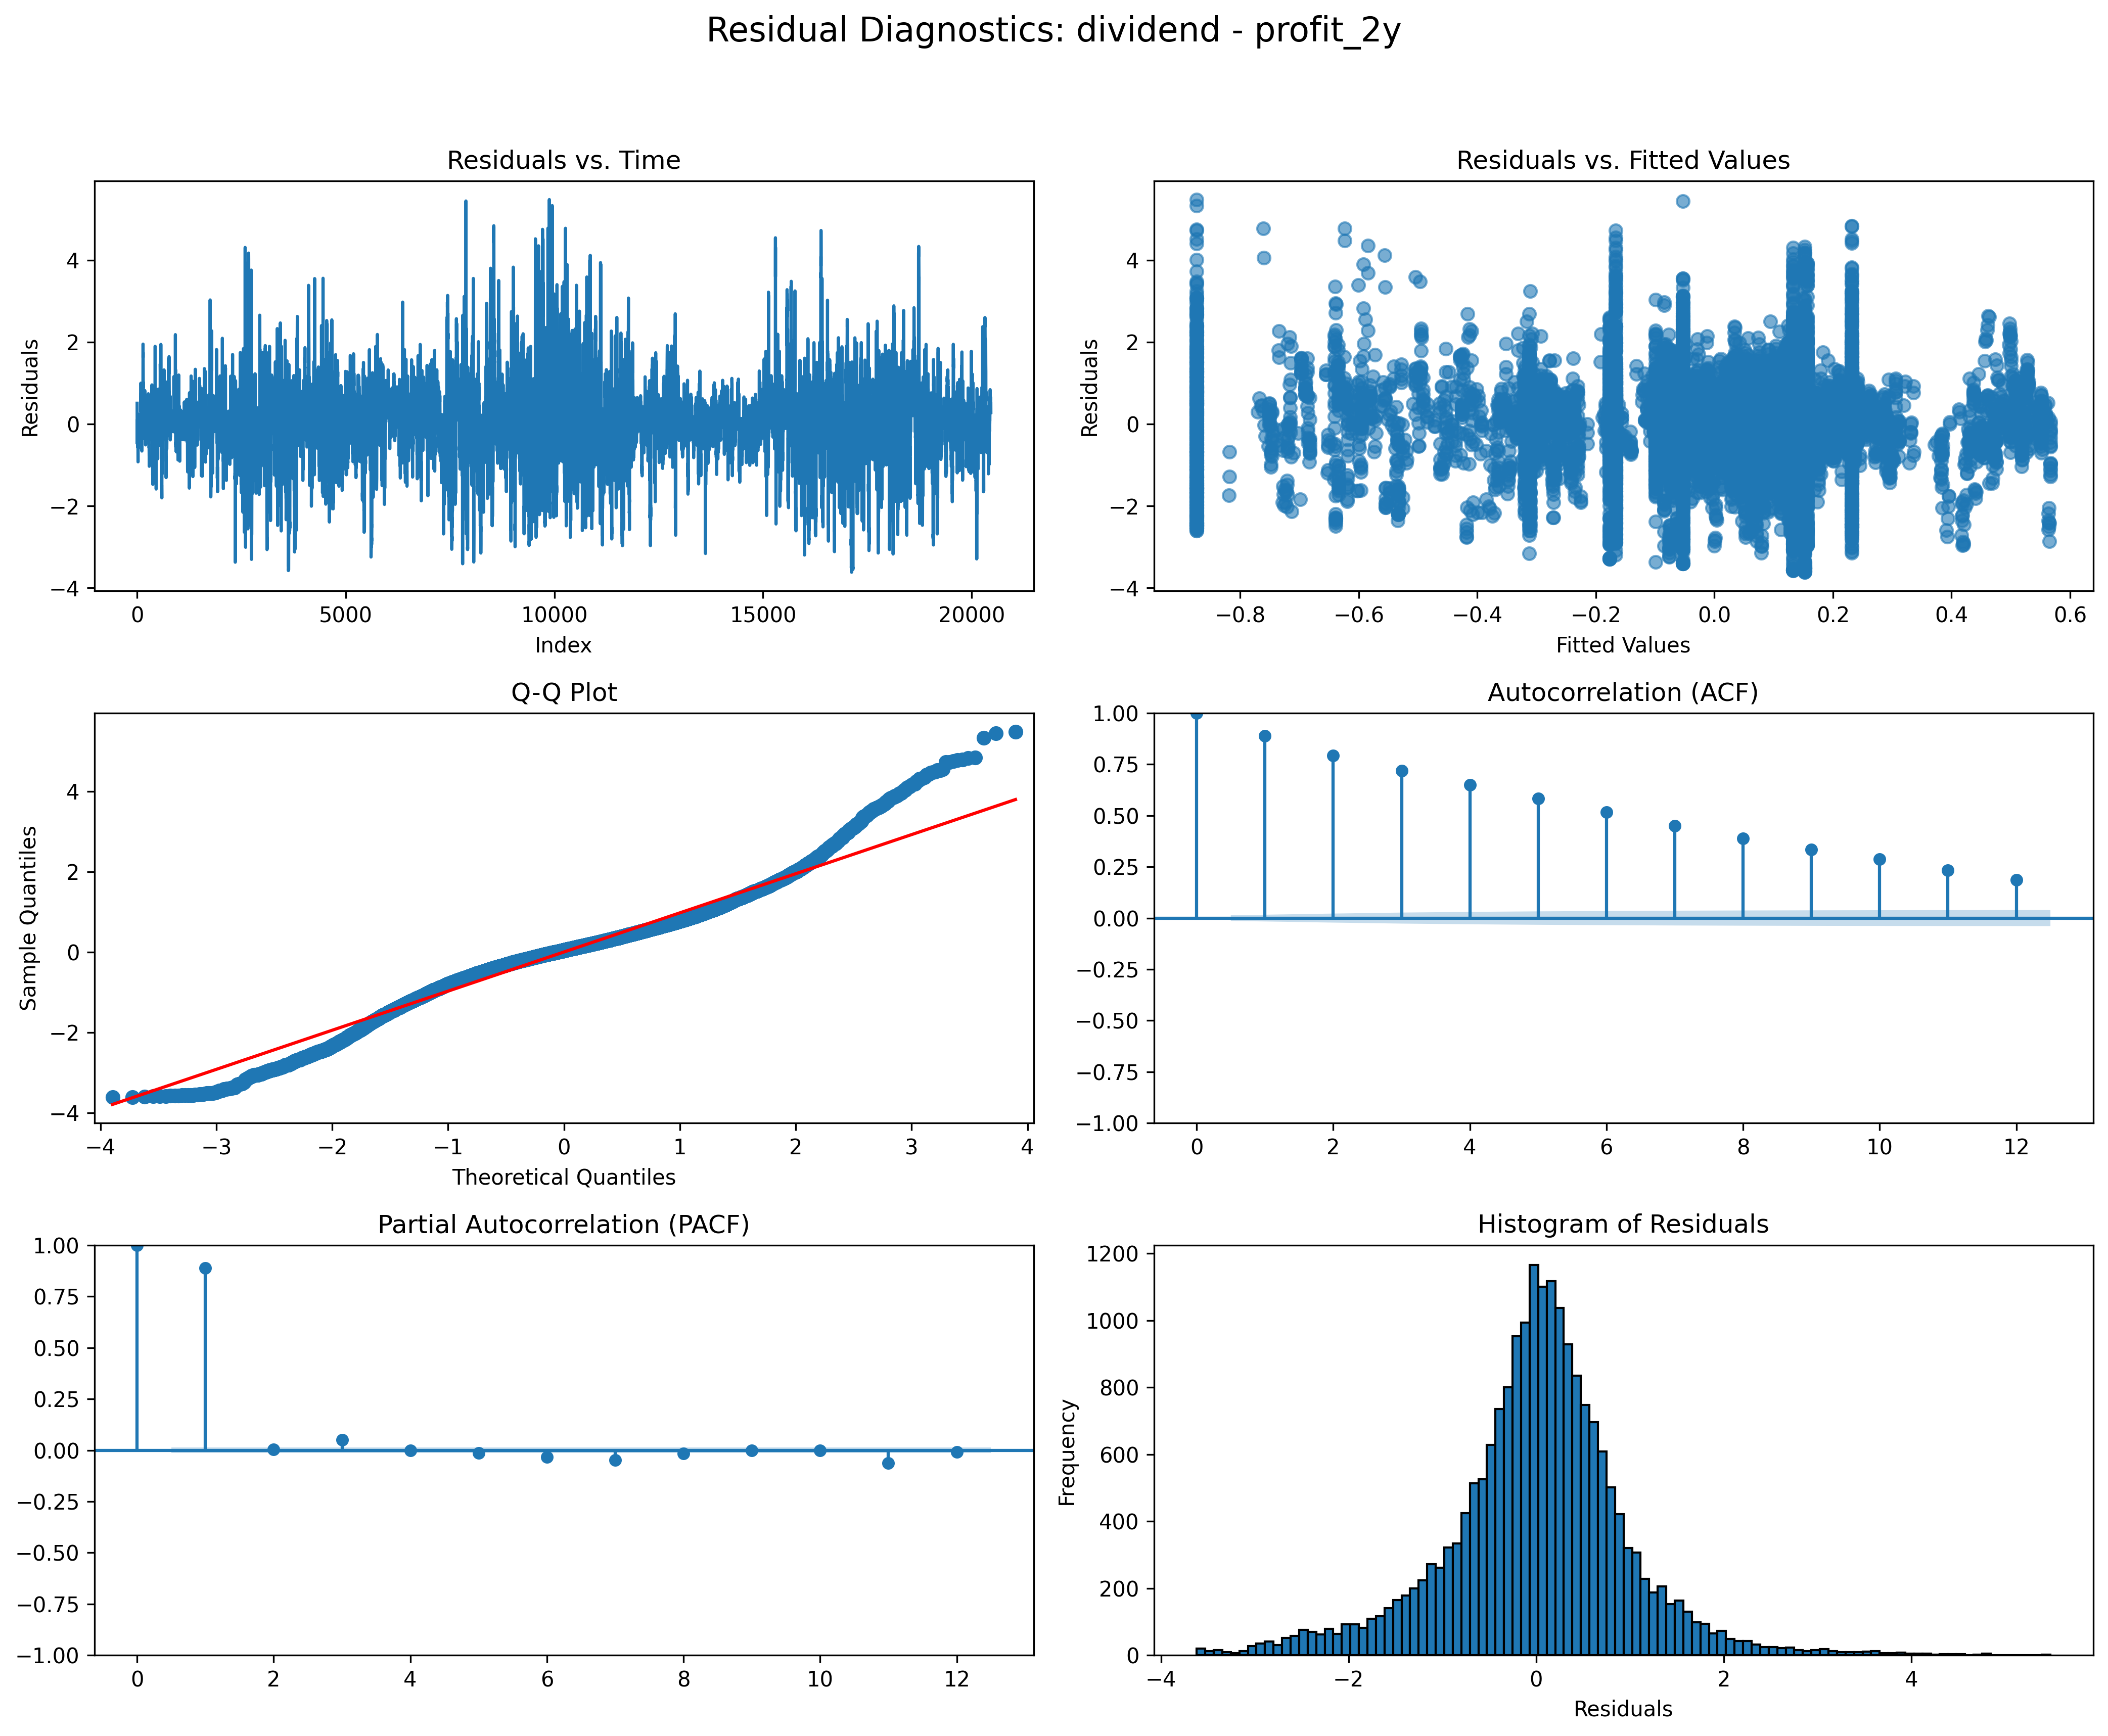 Residual Diagnostics: dividend - profit_2y
Residuals vs. Time
Residuals
4
2
0
−2
−4
0 5000 10000 15000 20000
Index
Residuals vs. Fitted Values
Residuals
4
2
0
−2
−4
−0.8 −0.6 −0.4 −0.2 0.0 0.2 0.4 0.6
Fitted Values
Q-Q Plot
Sample Quantiles
4
2
0
−2
−4
−4 −3 −2 −1 0 1 2 3 4
Theoretical Quantiles
Autocorrelation (ACF)
1.00
0.75
0.50
0.25
0.00
−0.25
−0.50
−0.75
−1.00
0 2 4 6 8 10 12
Partial Autocorrelation (PACF)
1.00
0.75
0.50
0.25
0.00
−0.25
−0.50
−0.75
−1.00
0 2 4 6 8 10 12
Histogram of Residuals
Frequency
1200
1000
800
600
400
200
0
−4 −2 0 2 4
Residuals